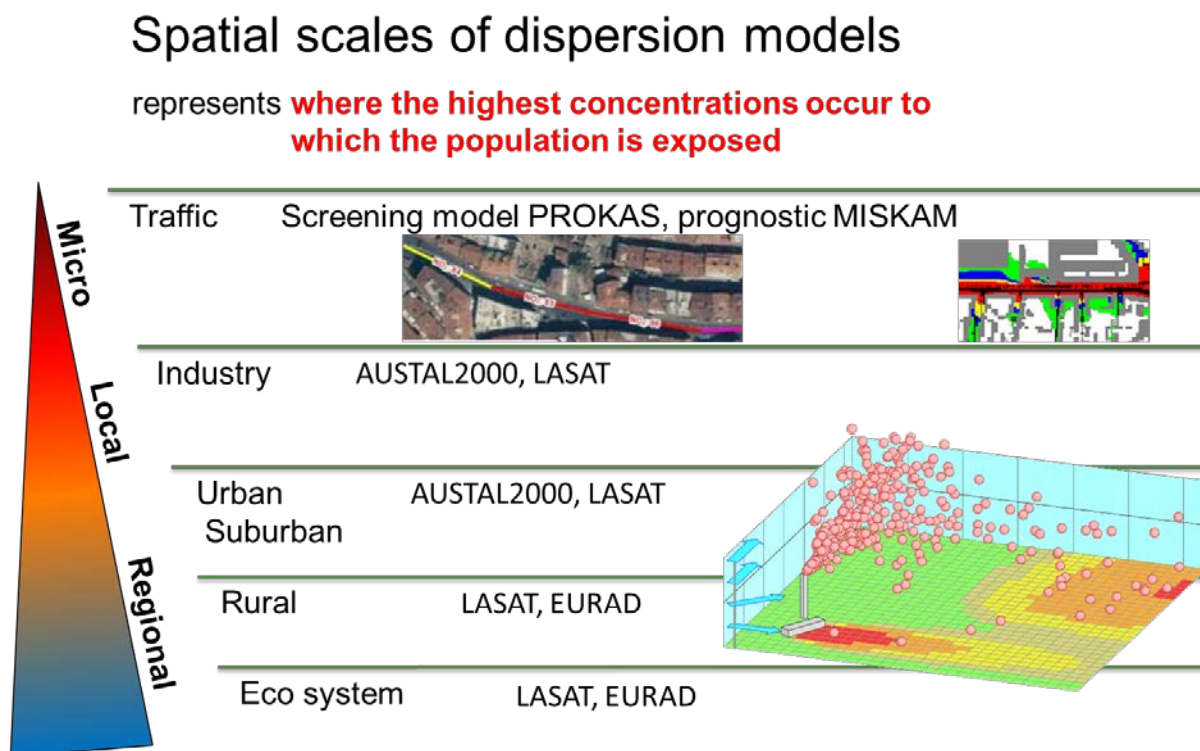 Spatial scales of dispersion models
represents where the highest concentrations occur to
which the population is exposed
Micro
Local
Regional
Traffic Screening model PROKAS, prognostic MISKAM
Industry AUSTAL2000, LASAT
Urban AUSTAL2000, LASAT
Suburban
Rural LASAT, EURAD
Eco system LASAT, EURAD